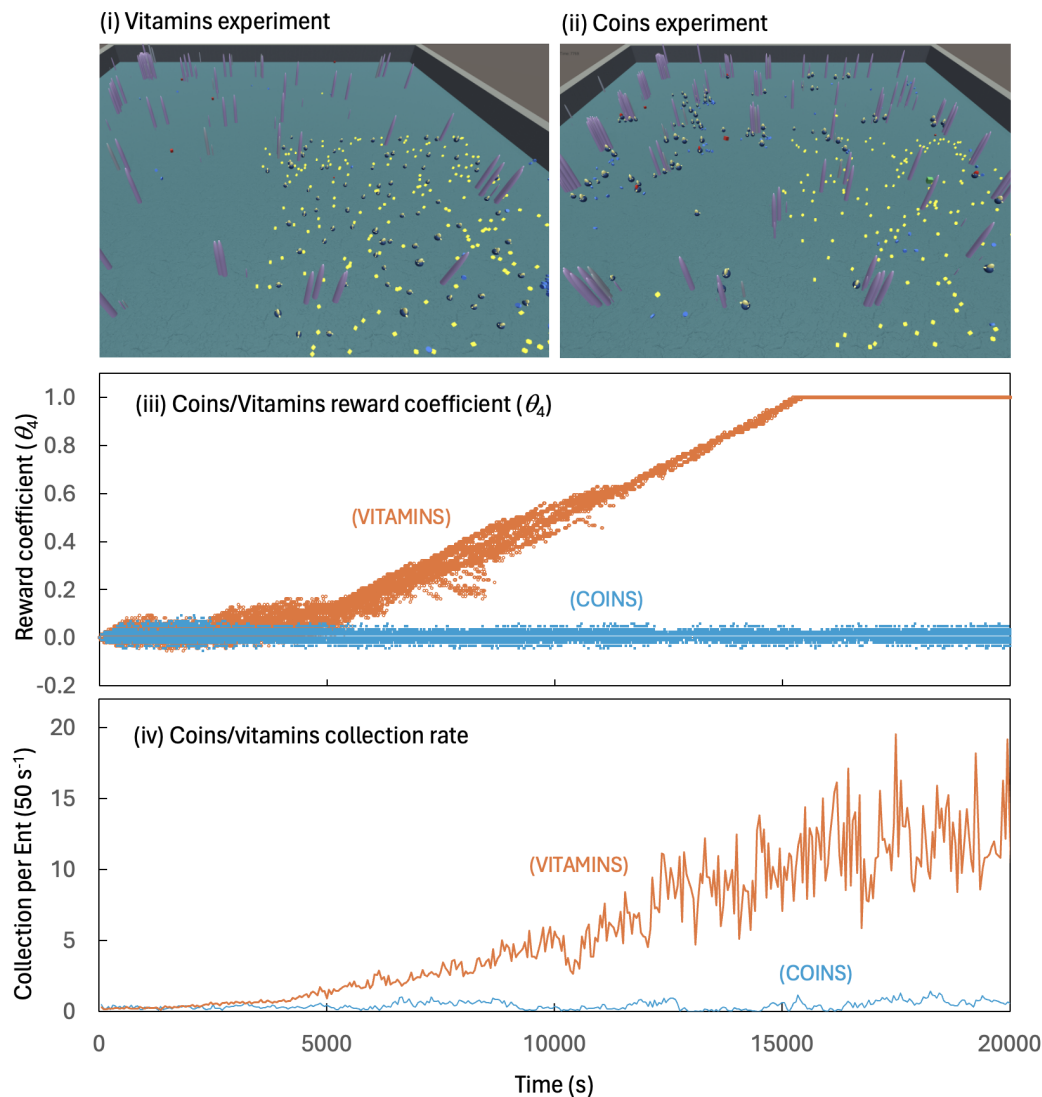 (i) Vitamins experiment
(ii) Coins experiment
(iii) Coins/Vitamins reward coefficient (θ₄)
Reward coefficient (θ₄)
1.0
0.8
0.6
0.4
0.2
0.0
-0.2
(VITAMINS)
(COINS)
(iv) Coins/vitamins collection rate
Collection per Ent (50 s⁻¹)
20
15
10
5
0
(VITAMINS)
(COINS)
0
5000
10000
15000
20000
Time (s)